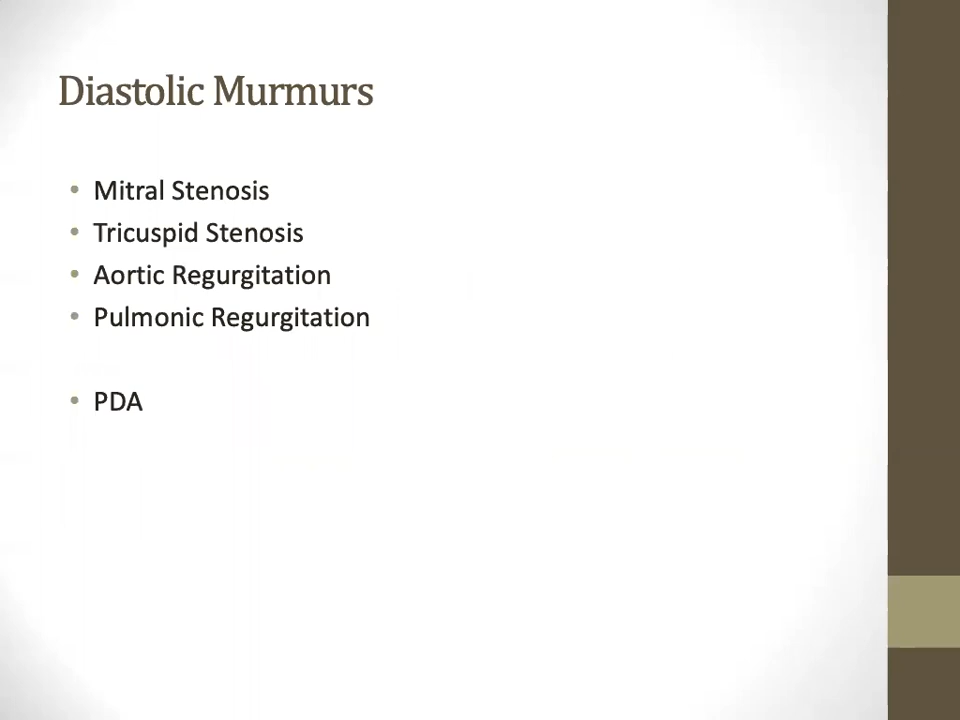 Diastolic Murmurs
• Mitral Stenosis
• Tricuspid Stenosis
• Aortic Regurgitation
• Pulmonic Regurgitation
• PDA